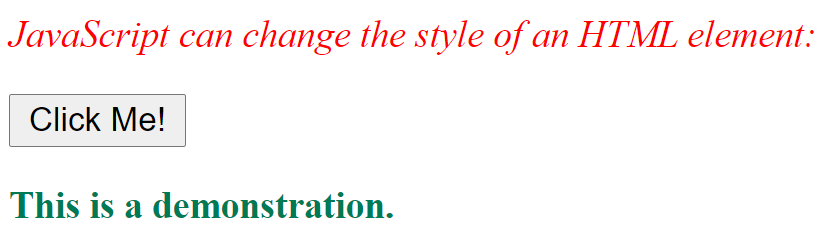 JavaScript can change the style of an HTML element:
Click Me!
This is a demonstration.